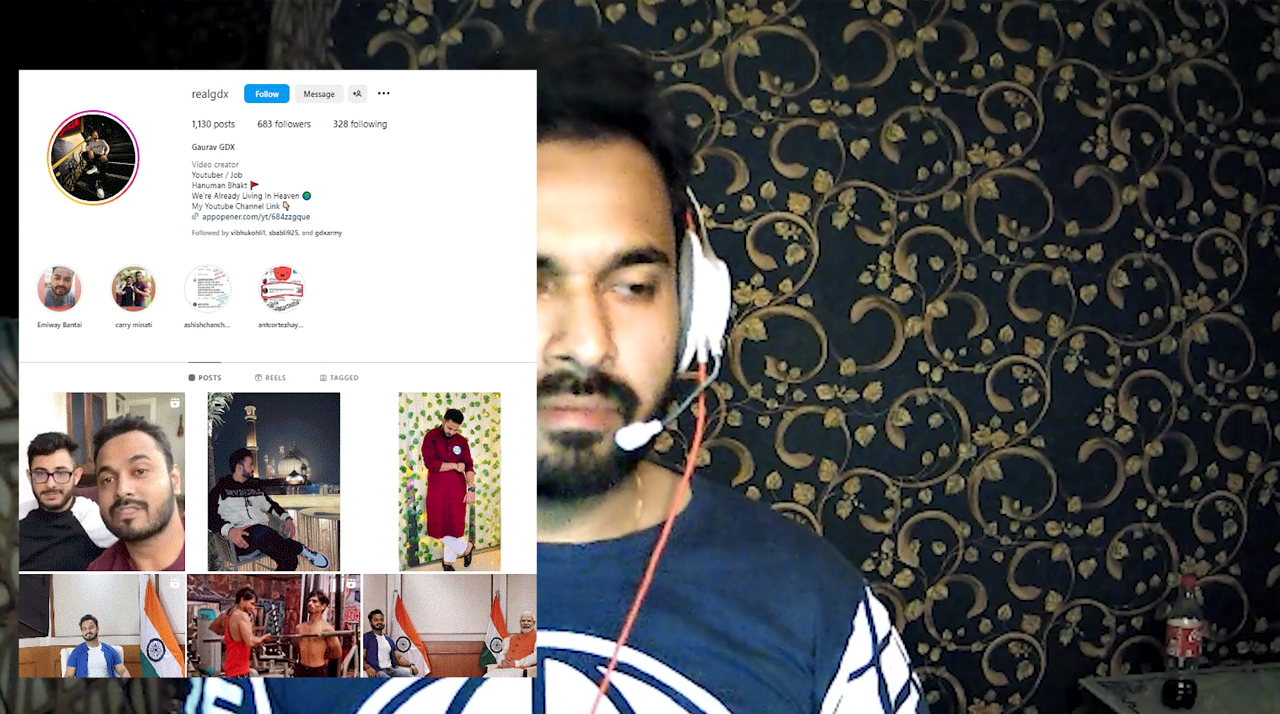 realgdx Follow Message
1,130 posts 683 followers 328 following
Gaurav GDX
Video creator
Youtuber / Job
Hanuman Bhakt 🚩
We're Already Living In Heaven 🌍
My Youtube Channel Link 👇
appopener.com/yt/684zzgque
Followed by vibhukohli1, sbabli925, and gdxarmy
Emiway Bantai carry minati ashishchanch... antcortezhay...
POSTS REELS TAGGED